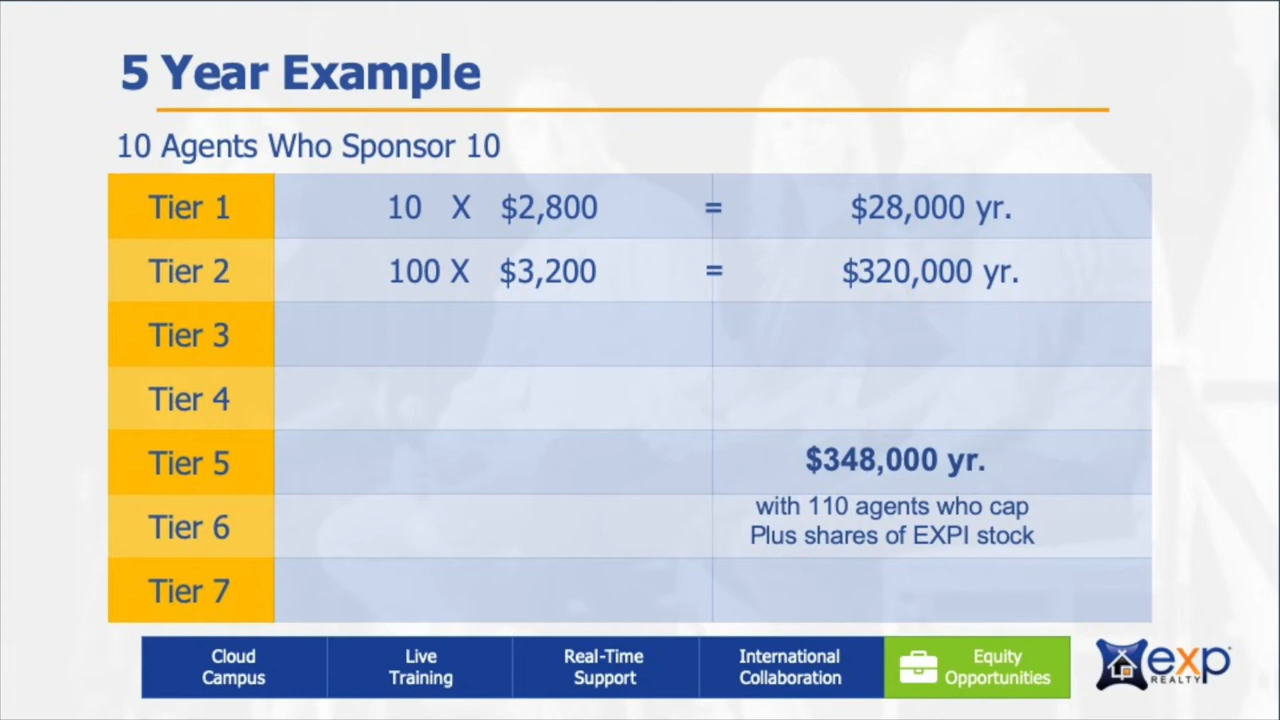 5 Year Example
10 Agents Who Sponsor 10
Tier 1 10 X $2,800 = $28,000 yr.
Tier 2 100 X $3,200 = $320,000 yr.
Tier 3
Tier 4
Tier 5 $348,000 yr.
with 110 agents who cap
Tier 6
Plus shares of EXPI stock
Tier 7
Cloud
Campus
Live
Training
Real-Time
Support
International
Collaboration
Equity
Opportunities
exp
REALTY